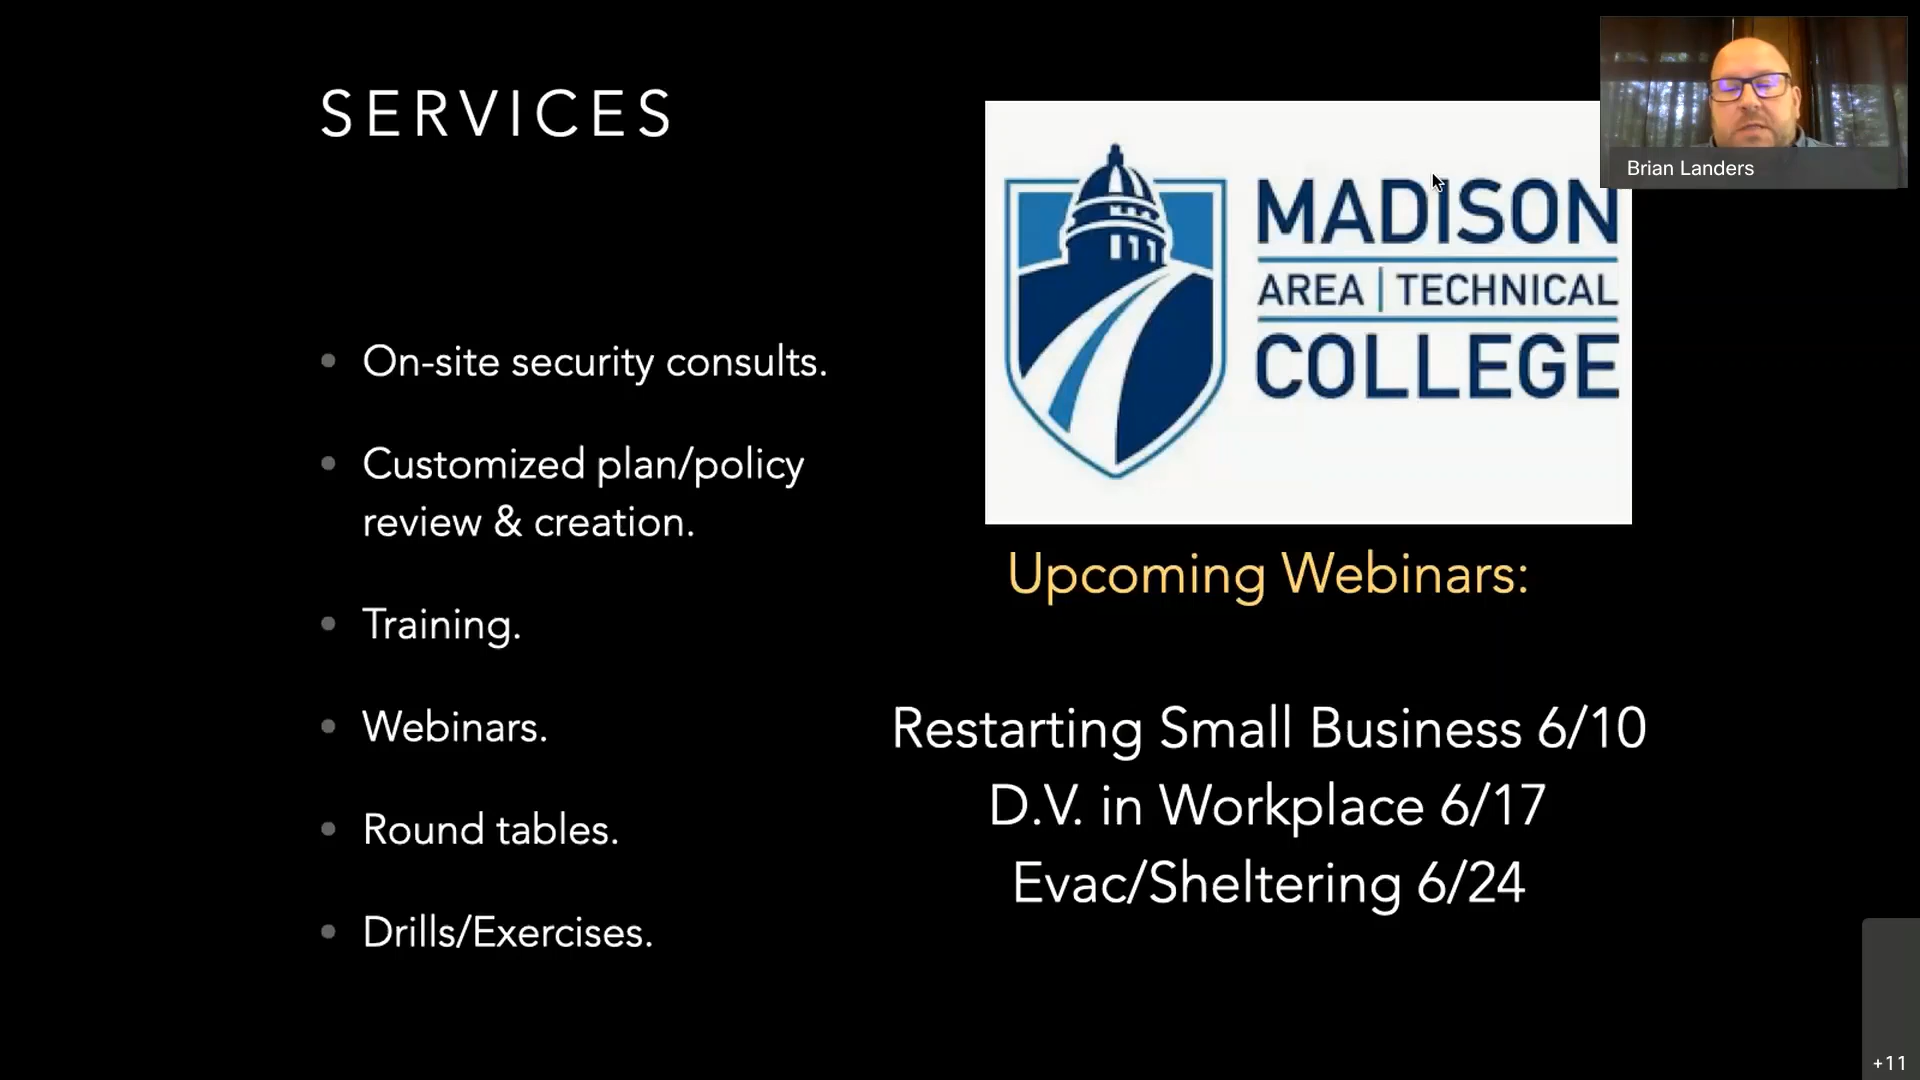 SERVICES
On-site security consults.
Customized plan/policy
review & creation.
Training.
Webinars.
Round tables.
Drills/Exercises.
MADISON
AREA | TECHNICAL
COLLEGE
Upcoming Webinars:
Restarting Small Business 6/10
D.V. in Workplace 6/17
Evac/Sheltering 6/24
Brian Landers
+11